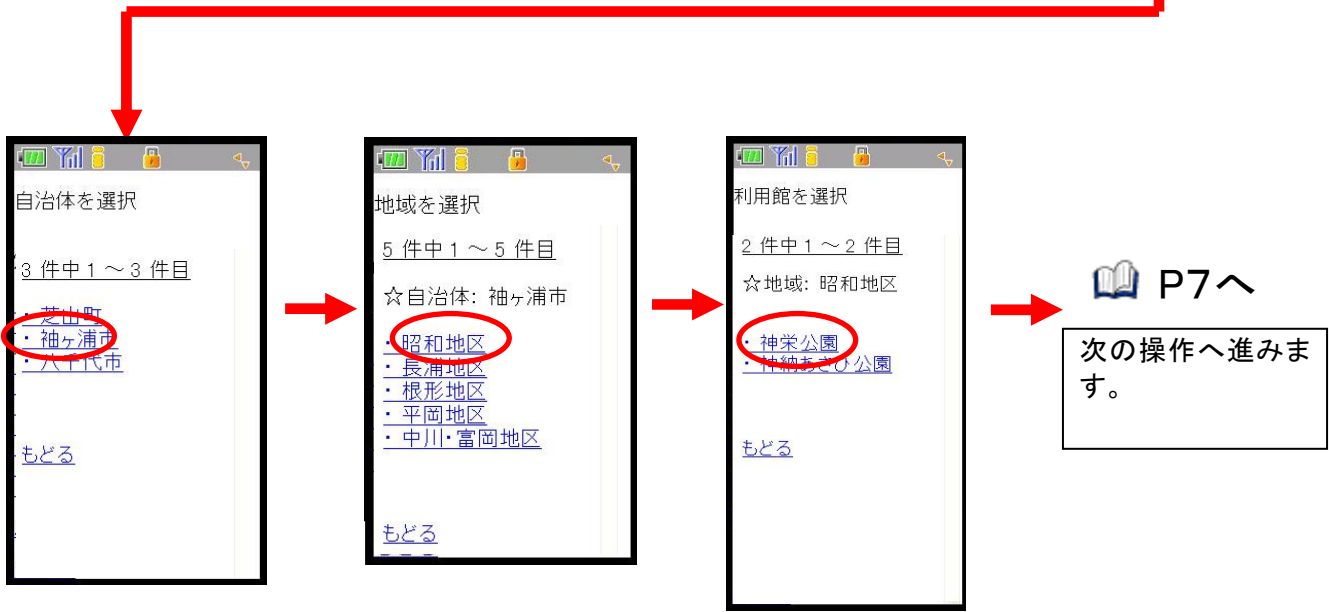 自治体を選択
3 件中 1 ~ 3 件目
・ 芝山町
・ 袖ヶ浦市
・ 八千代市
もどる
地域を選択
5 件中 1 ~ 5 件目
☆自治体: 袖ヶ浦市
・ 昭和地区
・ 長浦地区
・ 根形地区
・ 平岡地区
・ 中川・富岡地区
もどる
利用館を選択
2 件中 1 ~ 2 件目
☆地域: 昭和地区
・ 神栄公園
・ 神納あさひ公園
もどる
P7へ
次の操作へ進みま
す。